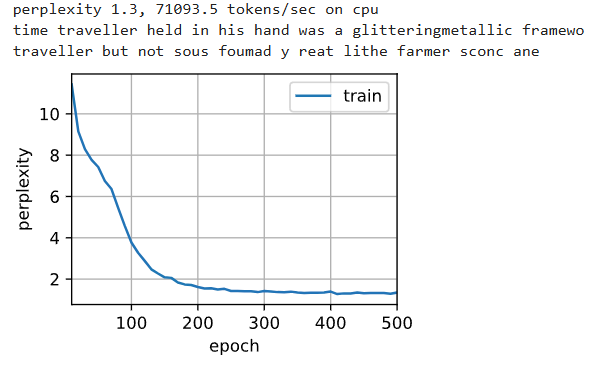 perplexity 1.3, 71093.5 tokens/sec on cpu
time traveller held in his hand was a glitteringmetallic framewo
traveller but not sous foumad y reat lithe farmer sconc ane
train
10
8
6
4
2
perplexity
100 200 300 400 500
epoch